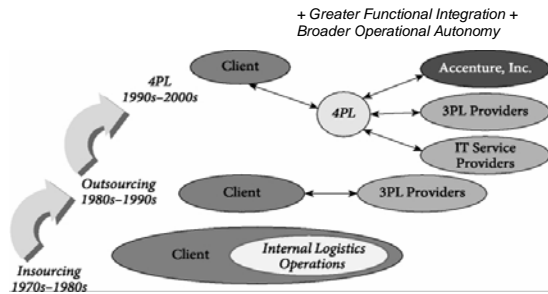 + Greater Functional Integration +
Broader Operational Autonomy
4PL
1990s–2000s
Client
4PL
Accenture, Inc.
3PL Providers
IT Service
Providers
Outsourcing
1980s–1990s
Client
3PL Providers
Insourcing
1970s–1980s
Client
Internal Logistics
Operations